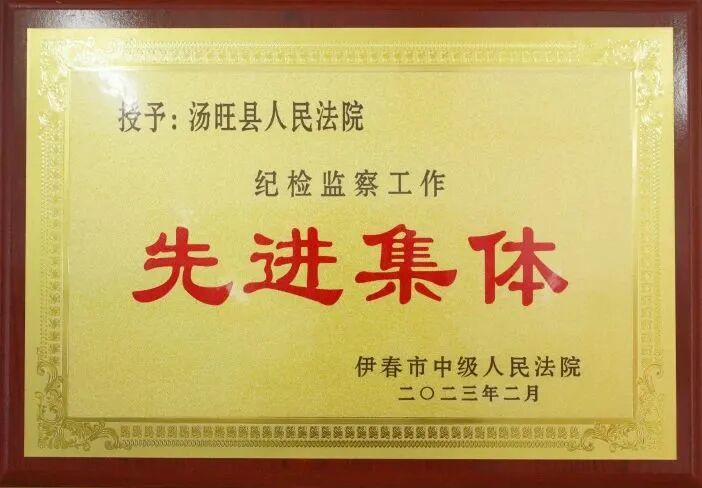 授予：汤旺县人民法院
纪检监察工作
先进集体
伊春市中级人民法院
二〇二三年二月